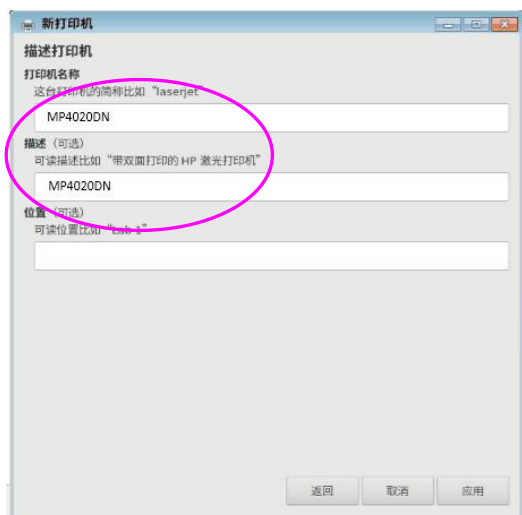 新打印机
描述打印机
打印机名称
这台打印机的简称比如“laserjet”
MP4020DN
描述（可选）
可读描述比如“带双面打印的 HP 激光打印机”
MP4020DN
位置（可选）
可读位置比如“Lab 1”
返回 取消 应用